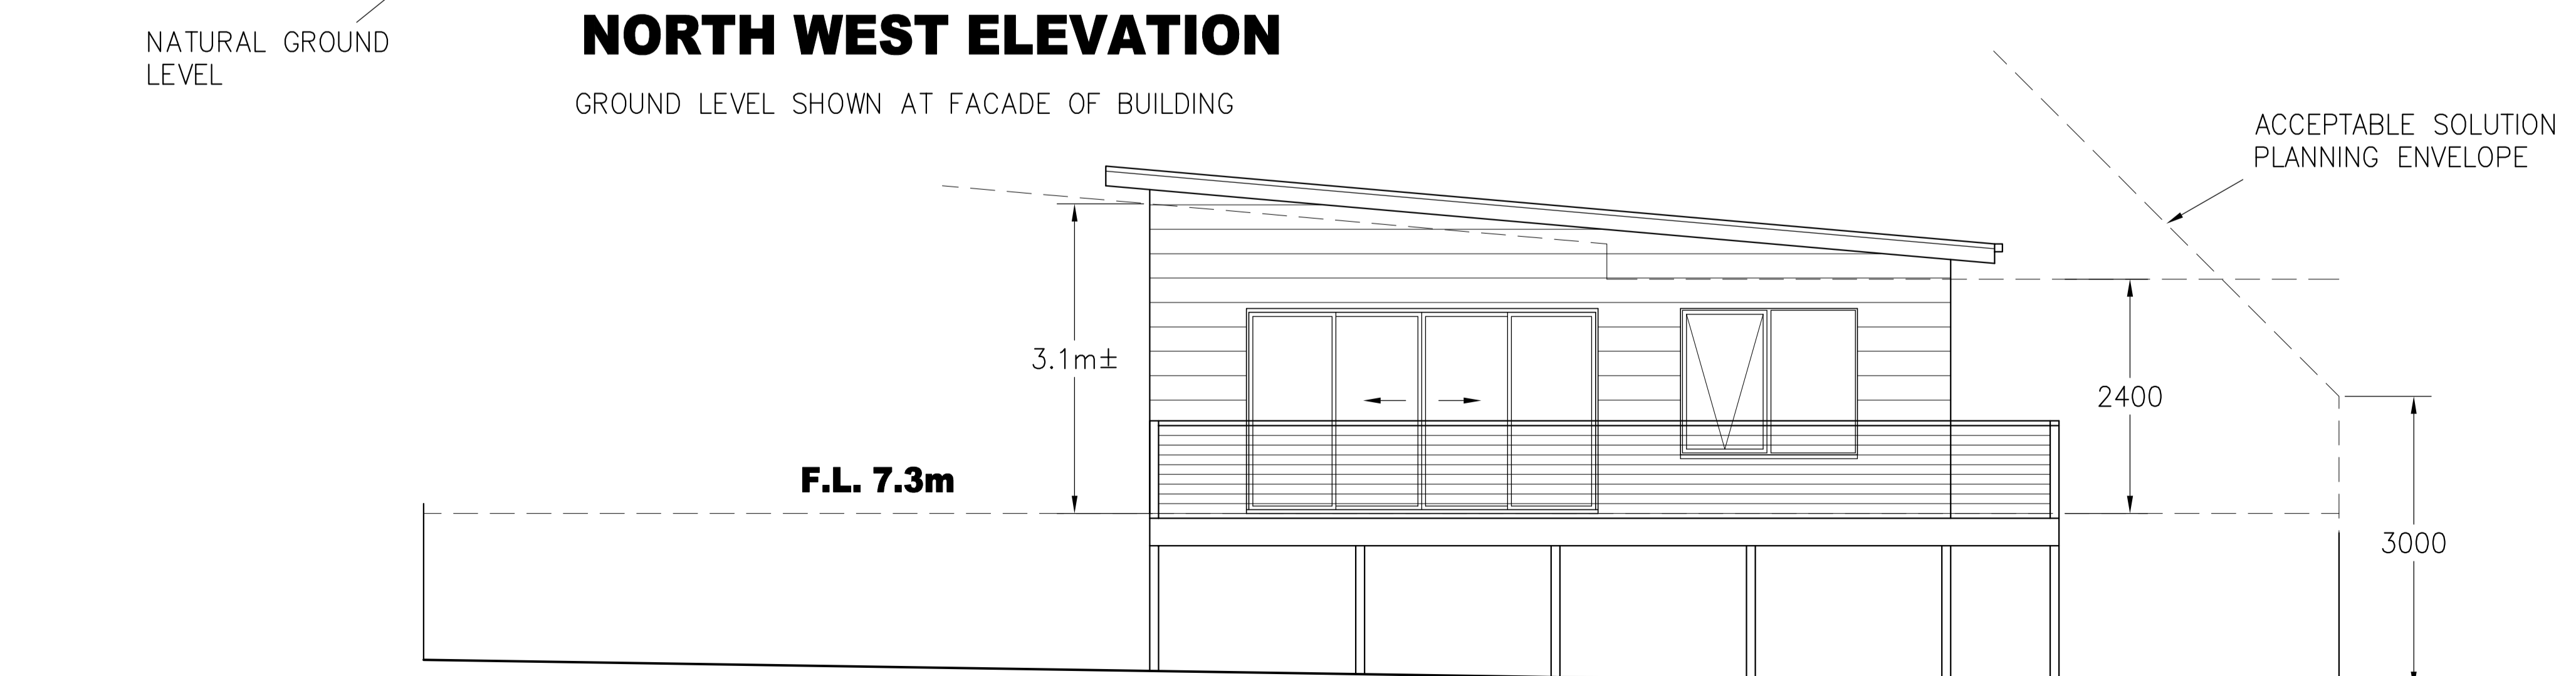 NATURAL GROUND
LEVEL
NORTH WEST ELEVATION
GROUND LEVEL SHOWN AT FACADE OF BUILDING
ACCEPTABLE SOLUTION
PLANNING ENVELOPE
3.1m±
2400
F.L. 7.3m
3000